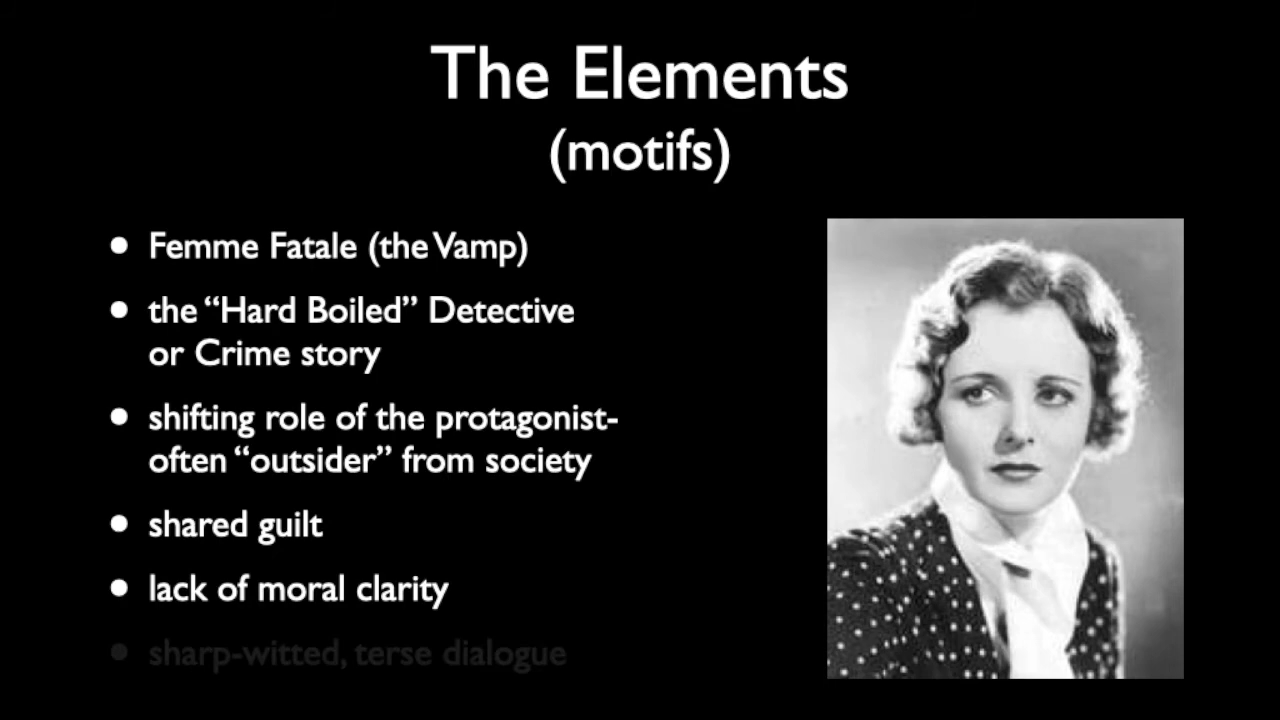 The Elements
(motifs)
• Femme Fatale (the Vamp)
• the “Hard Boiled” Detective
or Crime story
• shifting role of the protagonist-
often “outsider” from society
• shared guilt
• lack of moral clarity
• sharp-witted, terse dialogue